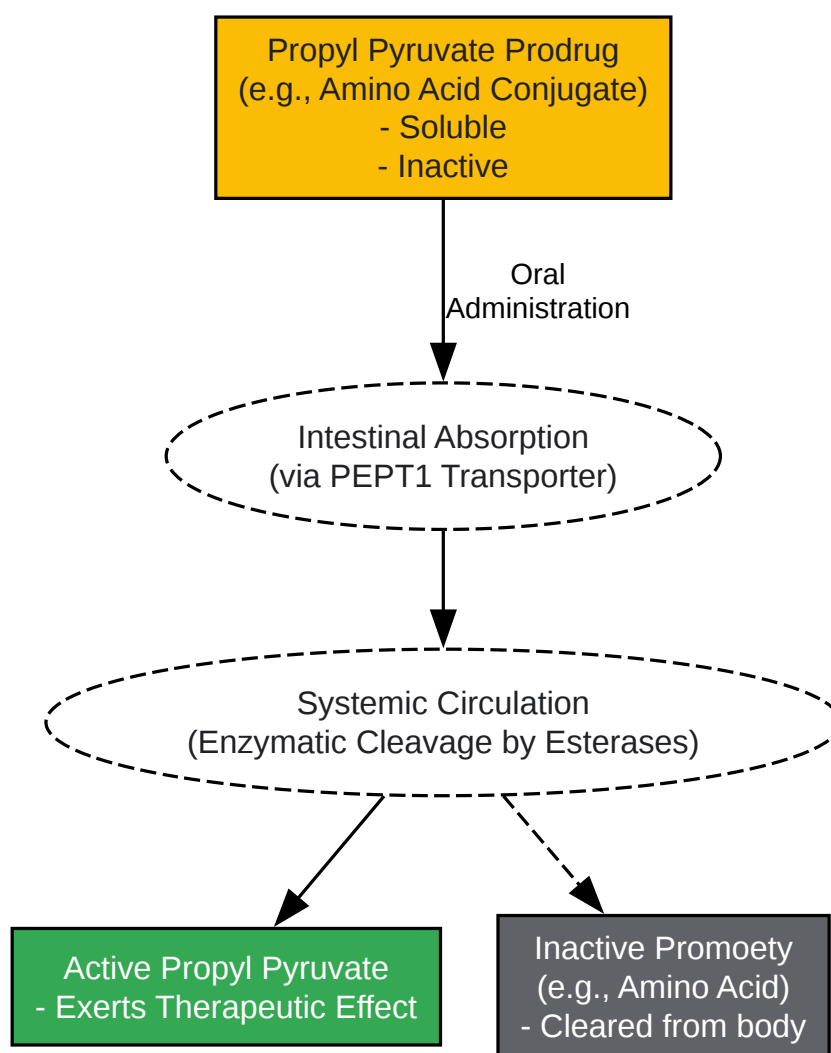 Propyl Pyruvate Prodrug
(e.g., Amino Acid Conjugate)
- Soluble
- Inactive
Oral
Administration
Intestinal Absorption
(via PEPT1 Transporter)
Systemic Circulation
(Enzymatic Cleavage by Esterases)
Active Propyl Pyruvate
- Exerts Therapeutic Effect
Inactive Promoety
(e.g., Amino Acid)
- Cleared from body